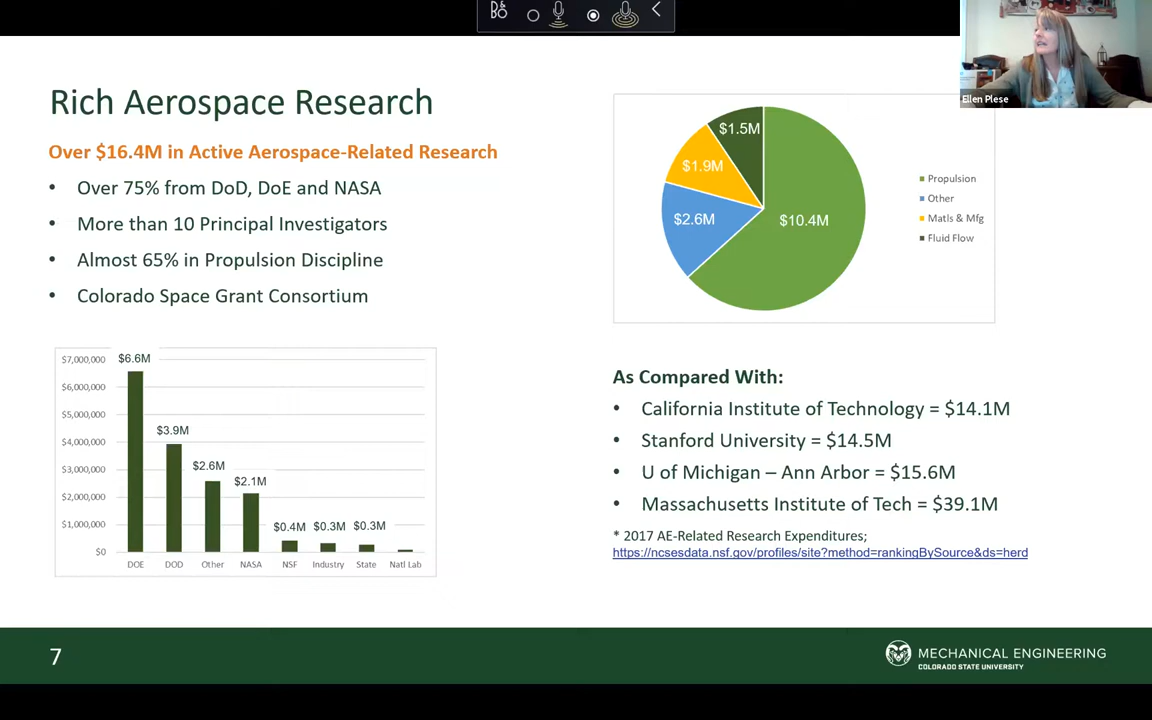 Ellen Plese
Rich Aerospace Research
Over $16.4M in Active Aerospace-Related Research
• Over 75% from DoD, DoE and NASA
• More than 10 Principal Investigators
• Almost 65% in Propulsion Discipline
• Colorado Space Grant Consortium
$1.5M
$1.9M
$2.6M
$10.4M
Propulsion
Other
Matls & Mfg
Fluid Flow
$7,000,000
$6,000,000
$5,000,000
$4,000,000
$3,000,000
$2,000,000
$1,000,000
$0
$6.6M
$3.9M
$2.6M
$2.1M
$0.4M $0.3M $0.3M
DOE DOD Other NASA NSF Industry State Natl Lab
As Compared With:
• California Institute of Technology = $14.1M
• Stanford University = $14.5M
• U of Michigan – Ann Arbor = $15.6M
• Massachusetts Institute of Tech = $39.1M
* 2017 AE-Related Research Expenditures;
https://ncsesdata.nsf.gov/profiles/site?method=rankingBySource&ds=herd
7
MECHANICAL ENGINEERING
COLORADO STATE UNIVERSITY